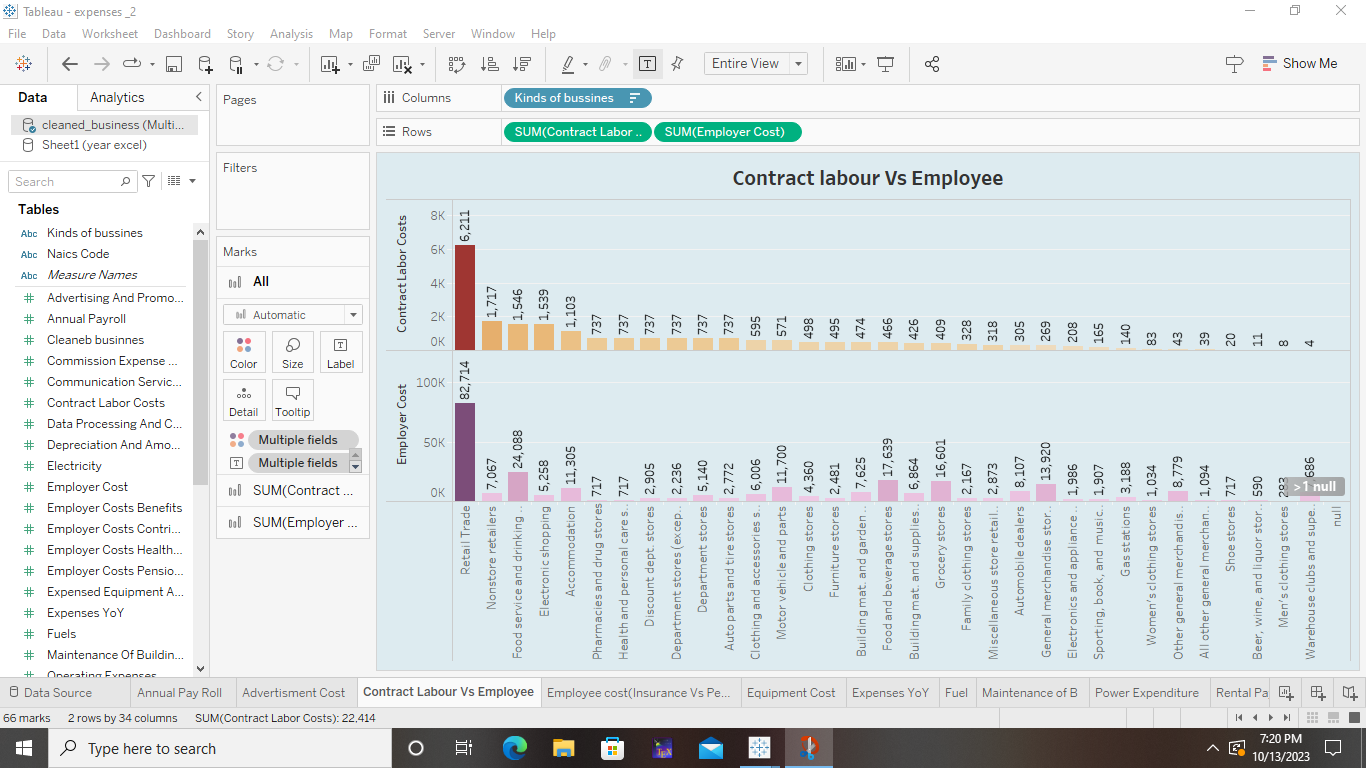 Tableau - expenses _2
File Data Worksheet Dashboard Story Analysis Map Format Server Window Help
Entire View
Show Me
Data Analytics
cleaned_business (Multi...
Sheet1 (year excel)
Search
Tables
Abc Kinds of bussines
Abc Naics Code
Abc Measure Names
Advertising And Promo...
Annual Payroll
Cleaneb businnes
Commission Expense ...
Communication Servic...
Contract Labor Costs
Data Processing And C...
Depreciation And Amo...
Electricity
Employer Cost
Employer Costs Benefits
Employer Costs Contri...
Employer Costs Health...
Employer Costs Pensio...
Expensed Equipment A...
Expenses YoY
Fuels
Maintenance Of Buildin...
Operating Expenses
Pages
Filters
Marks
All
Automatic
Color Size Label
Detail Tooltip
Multiple fields
Multiple fields
SUM(Contract ...
SUM(Employer ...
Columns Kinds of bussines
Rows SUM(Contract Labor .. SUM(Employer Cost)
Contract labour Vs Employee
Contract Labor Costs
8K
6K
4K
2K
0K
6,211 1,717 1,546 1,539 1,103 737 737 737 737 737 737 595 571 498 495 474 466 426 409 328 318 305 269 208 165 140 83 43 39 20 11 8 4
Employer Cost
100K
50K
0K
82,714 7,067 24,088 5,258 11,305 717 717 2,905 2,236 5,140 2,772 6,006 11,700 4,360 2,481 7,625 17,639 6,864 16,601 2,167 2,873 8,107 13,920 1,986 1,907 3,188 1,034 8,779 1,094 717 590
>1 null
Retail Trade
Nonstore retailers
Food service and drinking ..
Electronic shopping
Accommodation
Pharmacies and drug stores
Health and personal care s..
Discount dept. stores
Department stores (excep..
Department stores
Auto parts and tire stores
Clothing and accessories s..
Motor vehicle and parts
Clothing stores
Furniture stores
Building mat. and garden ..
Food and beverage stores
Building mat. and supplies..
Grocery stores
Family clothing stores
Miscellaneous store retail..
Automobile dealers
General merchandise stor..
Electronics and appliance ..
Sporting, book, and music..
Gas stations
Women's clothing stores
Other general merchandis..
All other general merchan..
Shoe stores
Beer, wine, and liquor stor..
Men's clothing stores
Warehouse clubs and supe..
null
Data Source Annual Pay Roll Advertisment Cost Contract Labour Vs Employee Employee cost(Insurance Vs Pe... Equipment Cost Expenses YoY Fuel Maintenance of B Power Expenditure Rental Pa
66 marks 2 rows by 34 columns SUM(Contract Labor Costs): 22,414
Type here to search
7:20 PM
10/13/2023